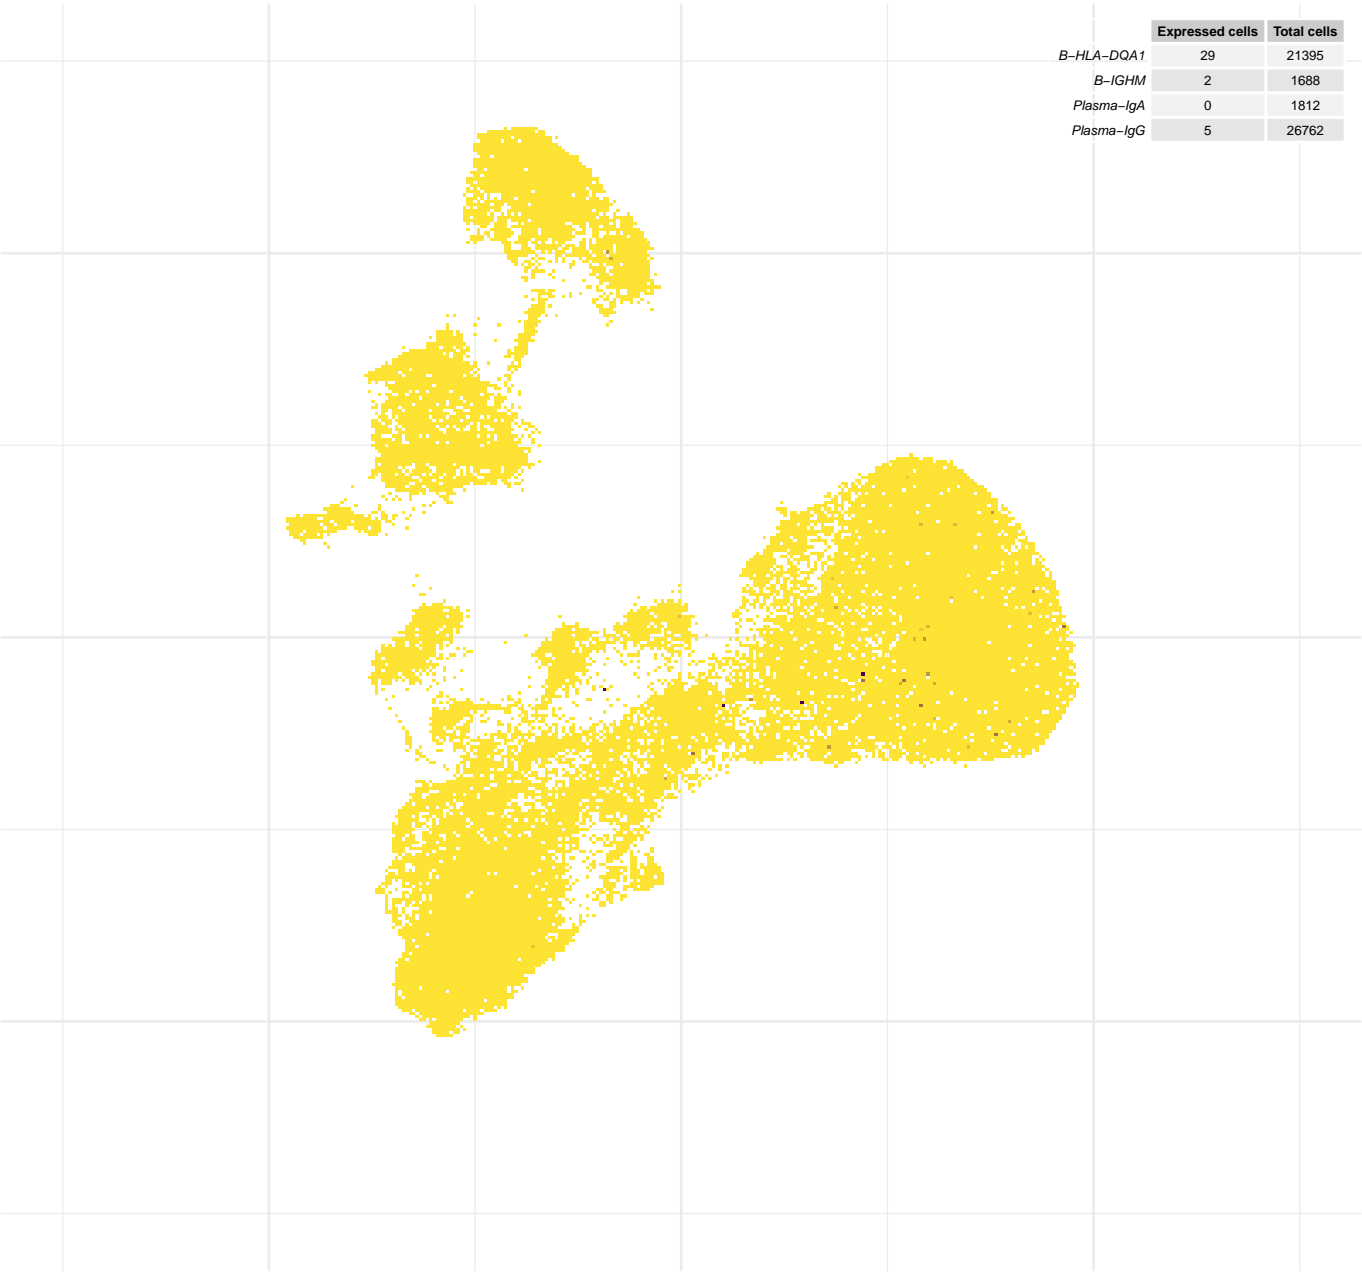 Expressed cells Total cells
B−HLA−DQA1 29 21395
B−IGHM 2 1688
Plasma−IgA 0 1812
Plasma−IgG 5 26762